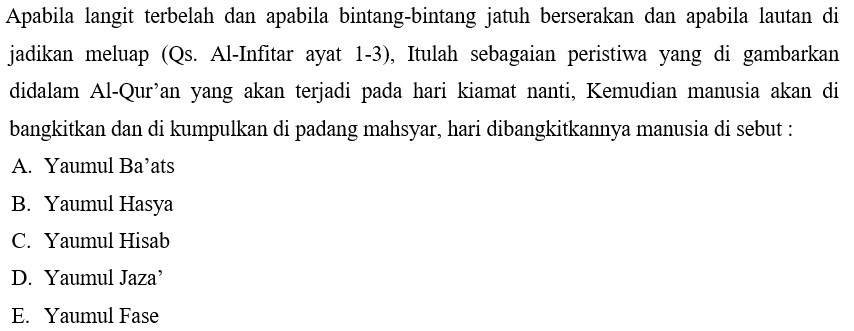 Apabila langit terbelah dan apabila bintang-bintang jatuh berserakan dan apabila lautan di
jadikan meluap (Qs. Al-Infitar ayat 1-3), Itulah sebagaian peristiwa yang di gambarkan
didalam Al-Qur’an yang akan terjadi pada hari kiamat nanti, Kemudian manusia akan di
bangkitkan dan di kumpulkan di padang mahsyar, hari dibangkitkannya manusia di sebut :
A. Yaumul Ba’ats
B. Yaumul Hasya
C. Yaumul Hisab
D. Yaumul Jaza’
E. Yaumul Fase